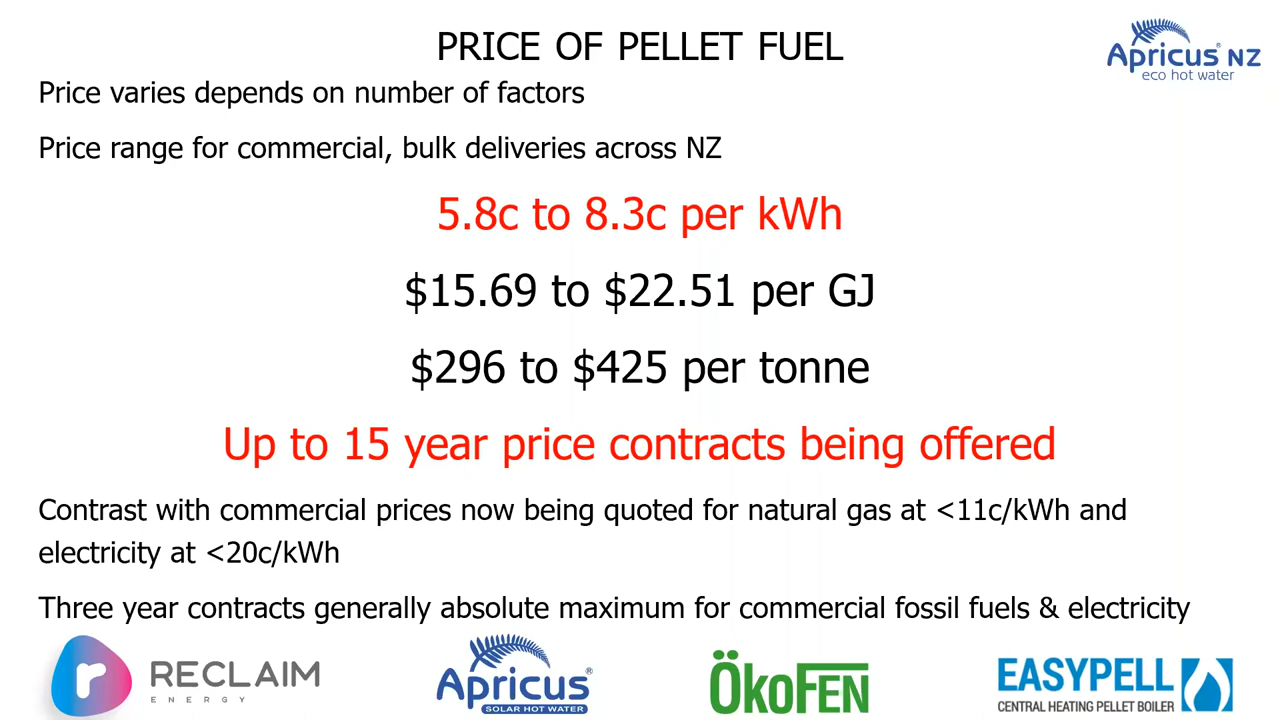 PRICE OF PELLET FUEL
Apricus® NZ
eco hot water
Price varies depends on number of factors
Price range for commercial, bulk deliveries across NZ
5.8c to 8.3c per kWh
$15.69 to $22.51 per GJ
$296 to $425 per tonne
Up to 15 year price contracts being offered
Contrast with commercial prices now being quoted for natural gas at <11c/kWh and
electricity at <20c/kWh
Three year contracts generally absolute maximum for commercial fossil fuels & electricity
r RECLAIM
ENERGY
Apricus®
SOLAR HOT WATER
ÖkoFEN
EASYPELL
CENTRAL HEATING PELLET BOILER